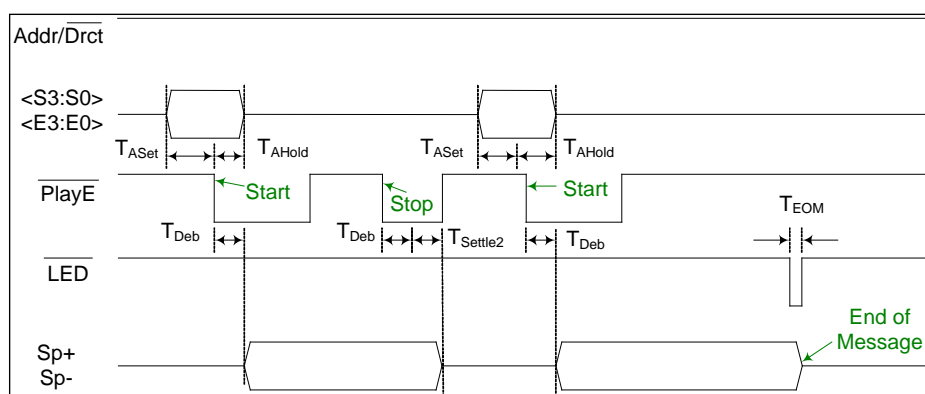 Addr/Drct
<S3:S0>
<E3:E0>
TASet TAHold TASet TAHold
PlayE Start Stop Start TEOM
TDeb TDeb TSettle2 TDeb
LED
End of
Message
Sp+
Sp-